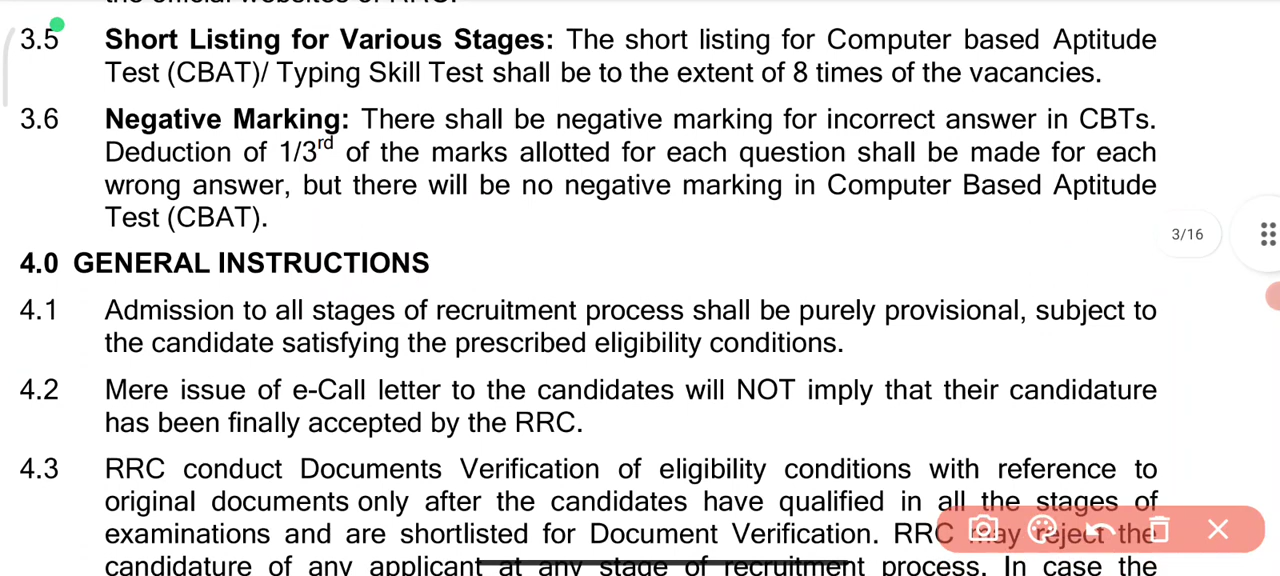 3.5 Short Listing for Various Stages: The short listing for Computer based Aptitude
Test (CBAT)/ Typing Skill Test shall be to the extent of 8 times of the vacancies.
3.6 Negative Marking: There shall be negative marking for incorrect answer in CBTs.
Deduction of 1/3rd of the marks allotted for each question shall be made for each
wrong answer, but there will be no negative marking in Computer Based Aptitude
Test (CBAT).
3/16
4.0 GENERAL INSTRUCTIONS
4.1 Admission to all stages of recruitment process shall be purely provisional, subject to
the candidate satisfying the prescribed eligibility conditions.
4.2 Mere issue of e-Call letter to the candidates will NOT imply that their candidature
has been finally accepted by the RRC.
4.3 RRC conduct Documents Verification of eligibility conditions with reference to
original documents only after the candidates have qualified in all the stages of
examinations and are shortlisted for Document Verification. RRC may reject the
candidature of any applicant at any stage of recruitment process. In case the